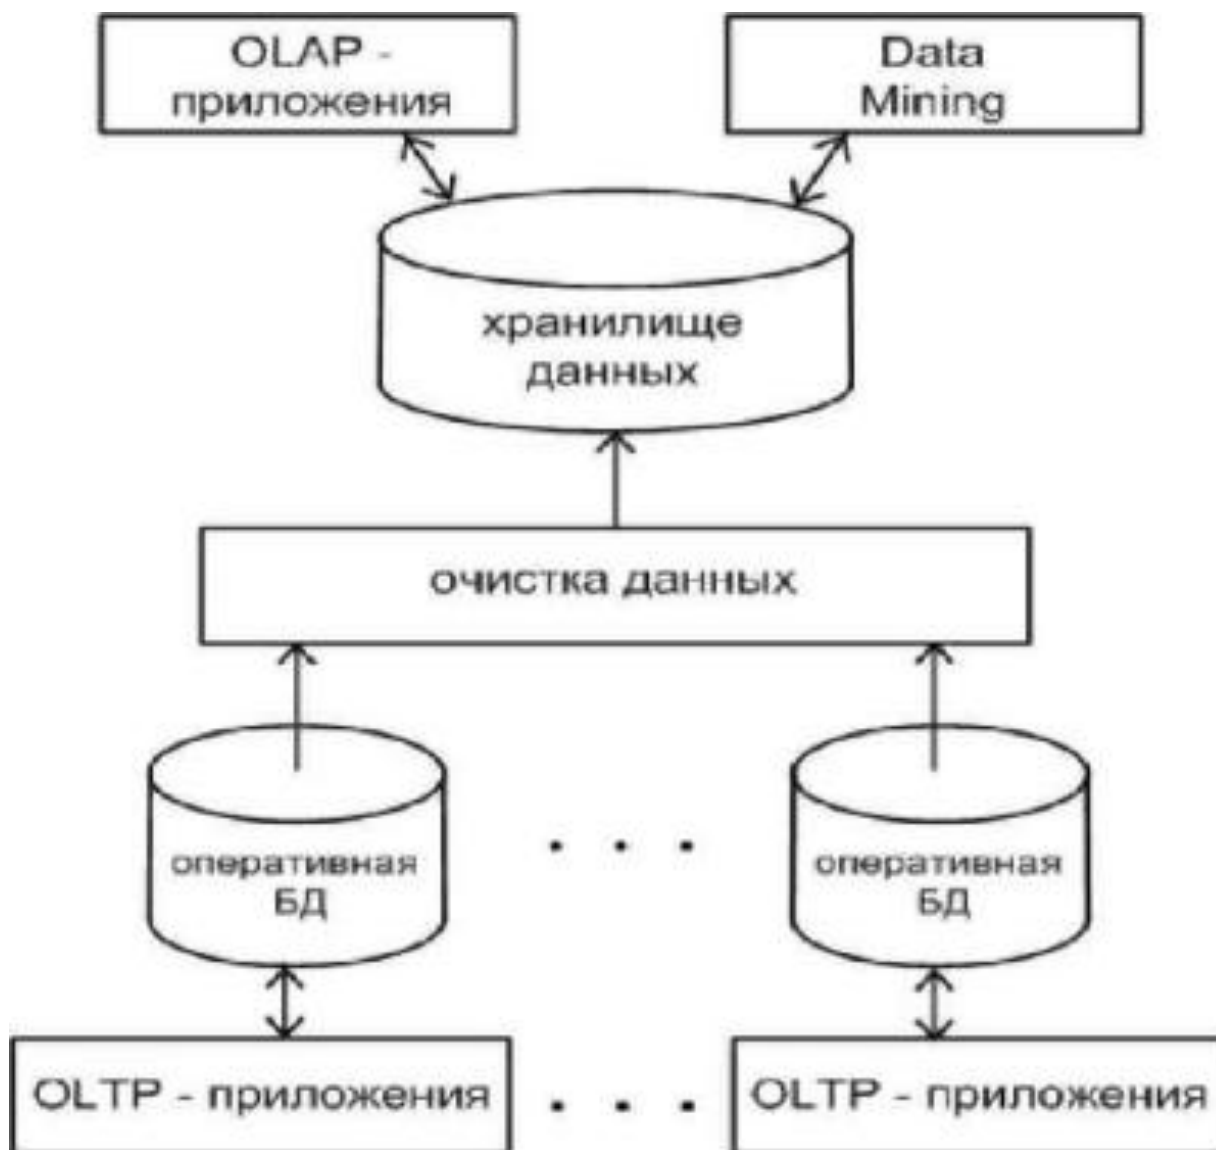 OLAP -
приложения
Data
Mining
хранилище
данных
очистка данных
оперативная
БД
. . .
оперативная
БД
OLTP - приложения
. . .
OLTP - приложения